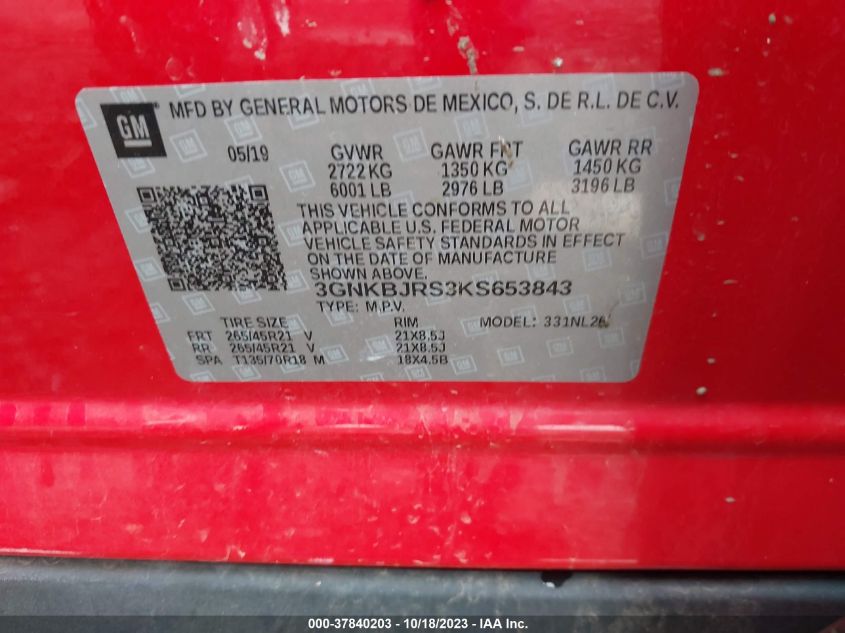 GM MFD BY GENERAL MOTORS DE MEXICO, S. DE R.L. DE C.V.
05/19 GVWR GAWR FRT GAWR RR
2722 KG 1350 KG 1450 KG
6001 LB 2976 LB 3196 LB
THIS VEHICLE CONFORMS TO ALL
APPLICABLE U.S. FEDERAL MOTOR
VEHICLE SAFETY STANDARDS IN EFFECT
ON THE DATE OF MANUFACTURE
SHOWN ABOVE.
3GNKBJRS3KS653843
TYPE: M.P.V.
TIRE SIZE RIM MODEL: 331NL26
FRT 265/45R21 V 21X8.5J
RR 265/45R21 V 21X8.5J
SPA T135/70R18 M 18X4.5B
000-37840203 - 10/18/2023 - IAAI Inc.